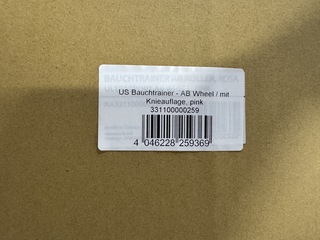 US Bauchtrainer - AB Wheel / mit
Knieauflage, pink
331100000259
4 046228 259369